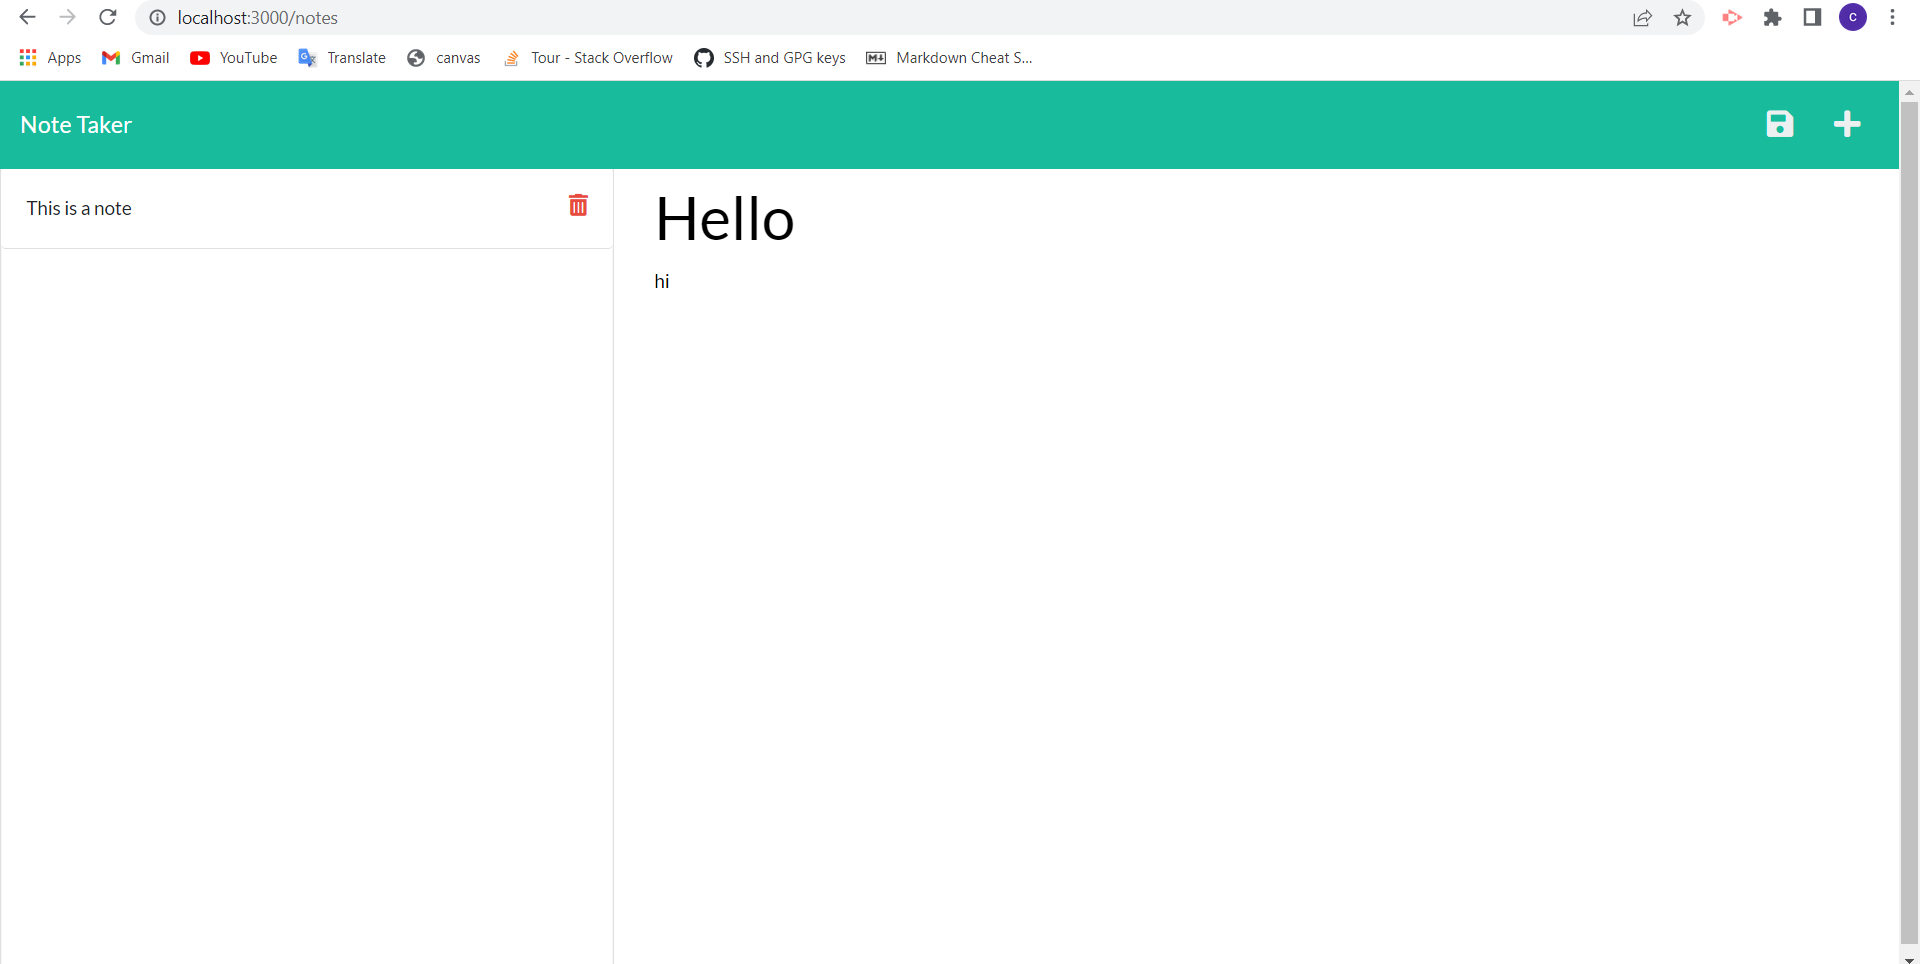 localhost:3000/notes
C
Apps Gmail YouTube Translate canvas Tour - Stack Overflow SSH and GPG keys Markdown Cheat S...
Note Taker
This is a note
Hello
hi